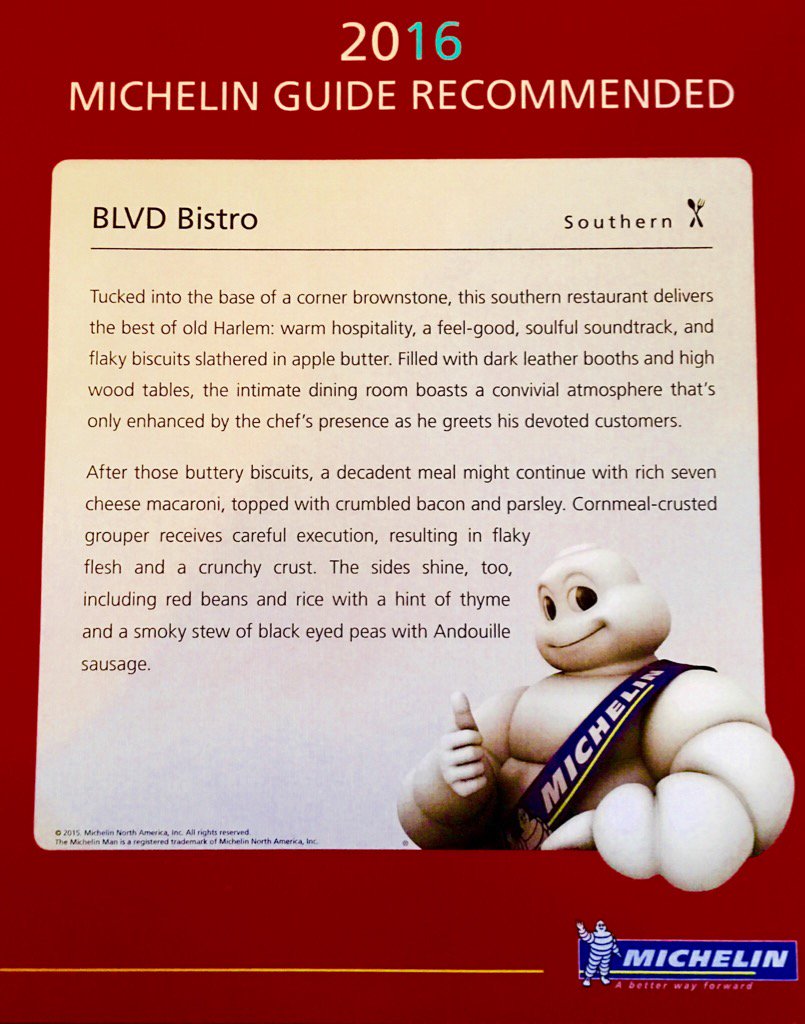 2016
MICHELIN GUIDE RECOMMENDED
BLVD Bistro
Southern
Tucked into the base of a corner brownstone, this southern restaurant delivers
the best of old Harlem: warm hospitality, a feel-good, soulful soundtrack, and
flaky biscuits slathered in apple butter. Filled with dark leather booths and high
wood tables, the intimate dining room boasts a convivial atmosphere that's
only enhanced by the chef's presence as he greets his devoted customers.
After those buttery biscuits, a decadent meal might continue with rich seven
cheese macaroni, topped with crumbled bacon and parsley. Cornmeal-crusted
grouper receives careful execution, resulting in flaky
flesh and a crunchy crust. The sides shine, too,
including red beans and rice with a hint of thyme
and a smoky stew of black eyed peas with Andouille
sausage.
MICHELIN
© 2015. Michelin North America, Inc. All rights reserved.
The Michelin Man is a registered trademark of Michelin North America, Inc.
®
MICHELIN
A better way forward